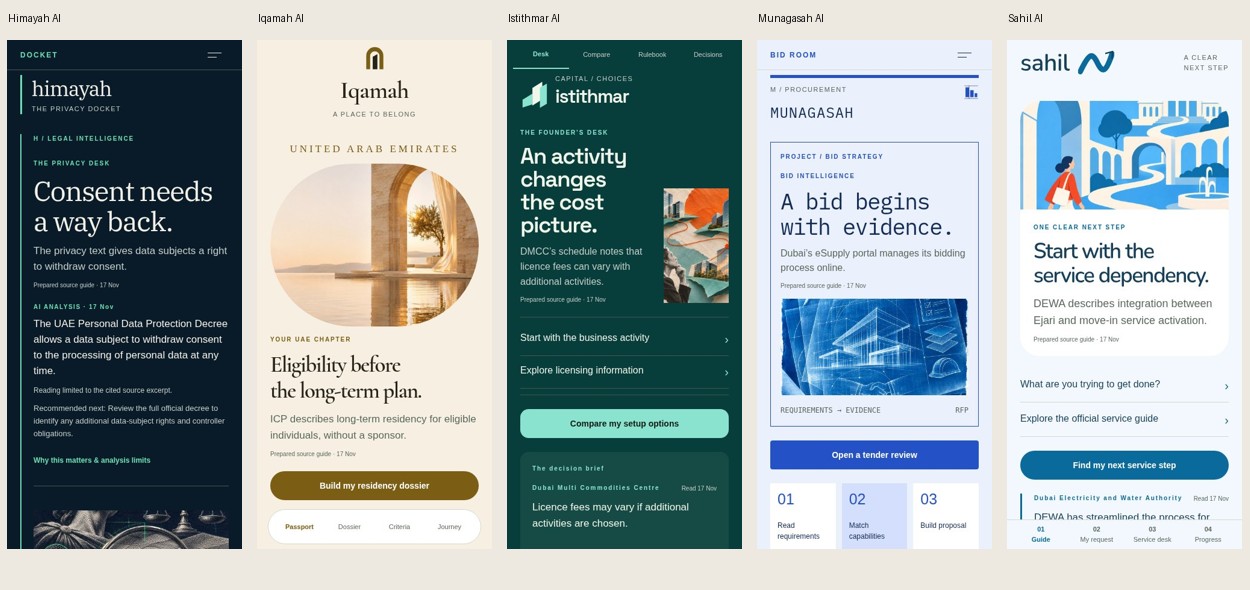 Himayah AI
DOCKET
himayah
THE PRIVACY DOCKET
H / LEGAL INTELLIGENCE
THE PRIVACY DESK
Consent needs
a way back.
The privacy text gives data subjects a right
to withdraw consent.
Prepared source guide · 17 Nov
AI ANALYSIS · 17 Nov
The UAE Personal Data Protection Decree
allows a data subject to withdraw consent
to the processing of personal data at any
time.
Reading limited to the cited source excerpt.
Recommended next: Review the full official decree to
identify any additional data-subject rights and controller
obligations.
Why this matters & analysis limits
Iqamah AI
Iqamah
A PLACE TO BELONG
UNITED ARAB EMIRATES
YOUR UAE CHAPTER
Eligibility before
the long-term plan.
ICP describes long-term residency for eligible
individuals, without a sponsor.
Prepared source guide · 17 Nov
Build my residency dossier
Passport Dossier Criteria Journey
Istithmar AI
Desk Compare Rulebook Decisions
CAPITAL / CHOICES
istithmar
THE FOUNDER'S DESK
An activity
changes
the cost
picture.
DMCC's schedule notes that
licence fees can vary with
additional activities.
Prepared source guide · 17 Nov
Start with the business activity ›
Explore licensing information ›
Compare my setup options
The decision brief
Dubai Multi Commodities Centre Read 17 Nov
Licence fees may vary if additional
activities are chosen.
Munagasah AI
BID ROOM
M / PROCUREMENT
MUNAGASAH
PROJECT / BID STRATEGY
BID INTELLIGENCE
A bid begins
with evidence.
Dubai's eSupply portal manages its bidding
process online.
Prepared source guide · 17 Nov
REQUIREMENTS → EVIDENCE RFP
Open a tender review
01 02 03
Read requirements
Match capabilities
Build proposal
Sahil AI
sahil
A CLEAR
NEXT STEP
ONE CLEAR NEXT STEP
Start with the
service dependency.
DEWA describes integration between
Ejari and move-in service activation.
Prepared source guide · 17 Nov
What are you trying to get done? ›
Explore the official service guide ›
Find my next service step
Dubai Electricity and Water Authority Read 17 Nov
DEWA has streamlined the process for
01 02 03 04
Guide My request Service desk Progress